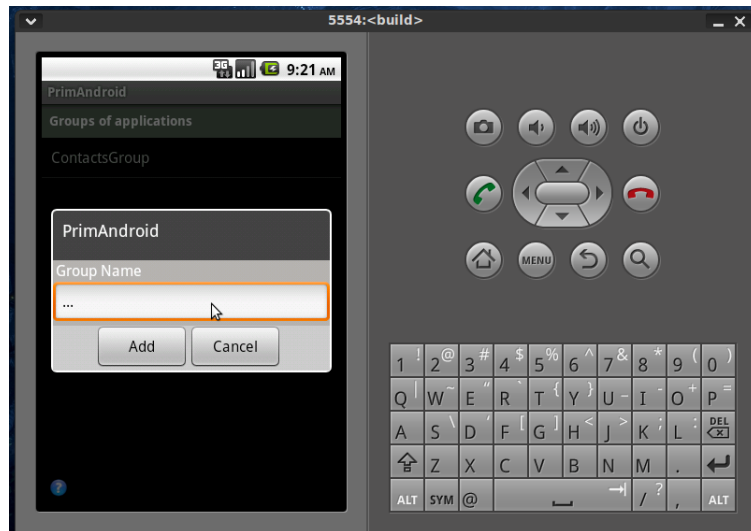 5554:<build>
3G 9:21 AM
PrimAndroid
Groups of applications
ContactsGroup
PrimAndroid
Group Name
...
Add Cancel
?
MENU
1 ! 2 @ 3 # 4 $ 5 % 6 ^ 7 & 8 * 9 ( 0 )
Q | W ~ E " R ` T { Y } U _ I - O + P =
A S \ D ' F [ G ] H < J > K ; L : DEL
Z X C V B N M .
ALT SYM @ / ? , ALT